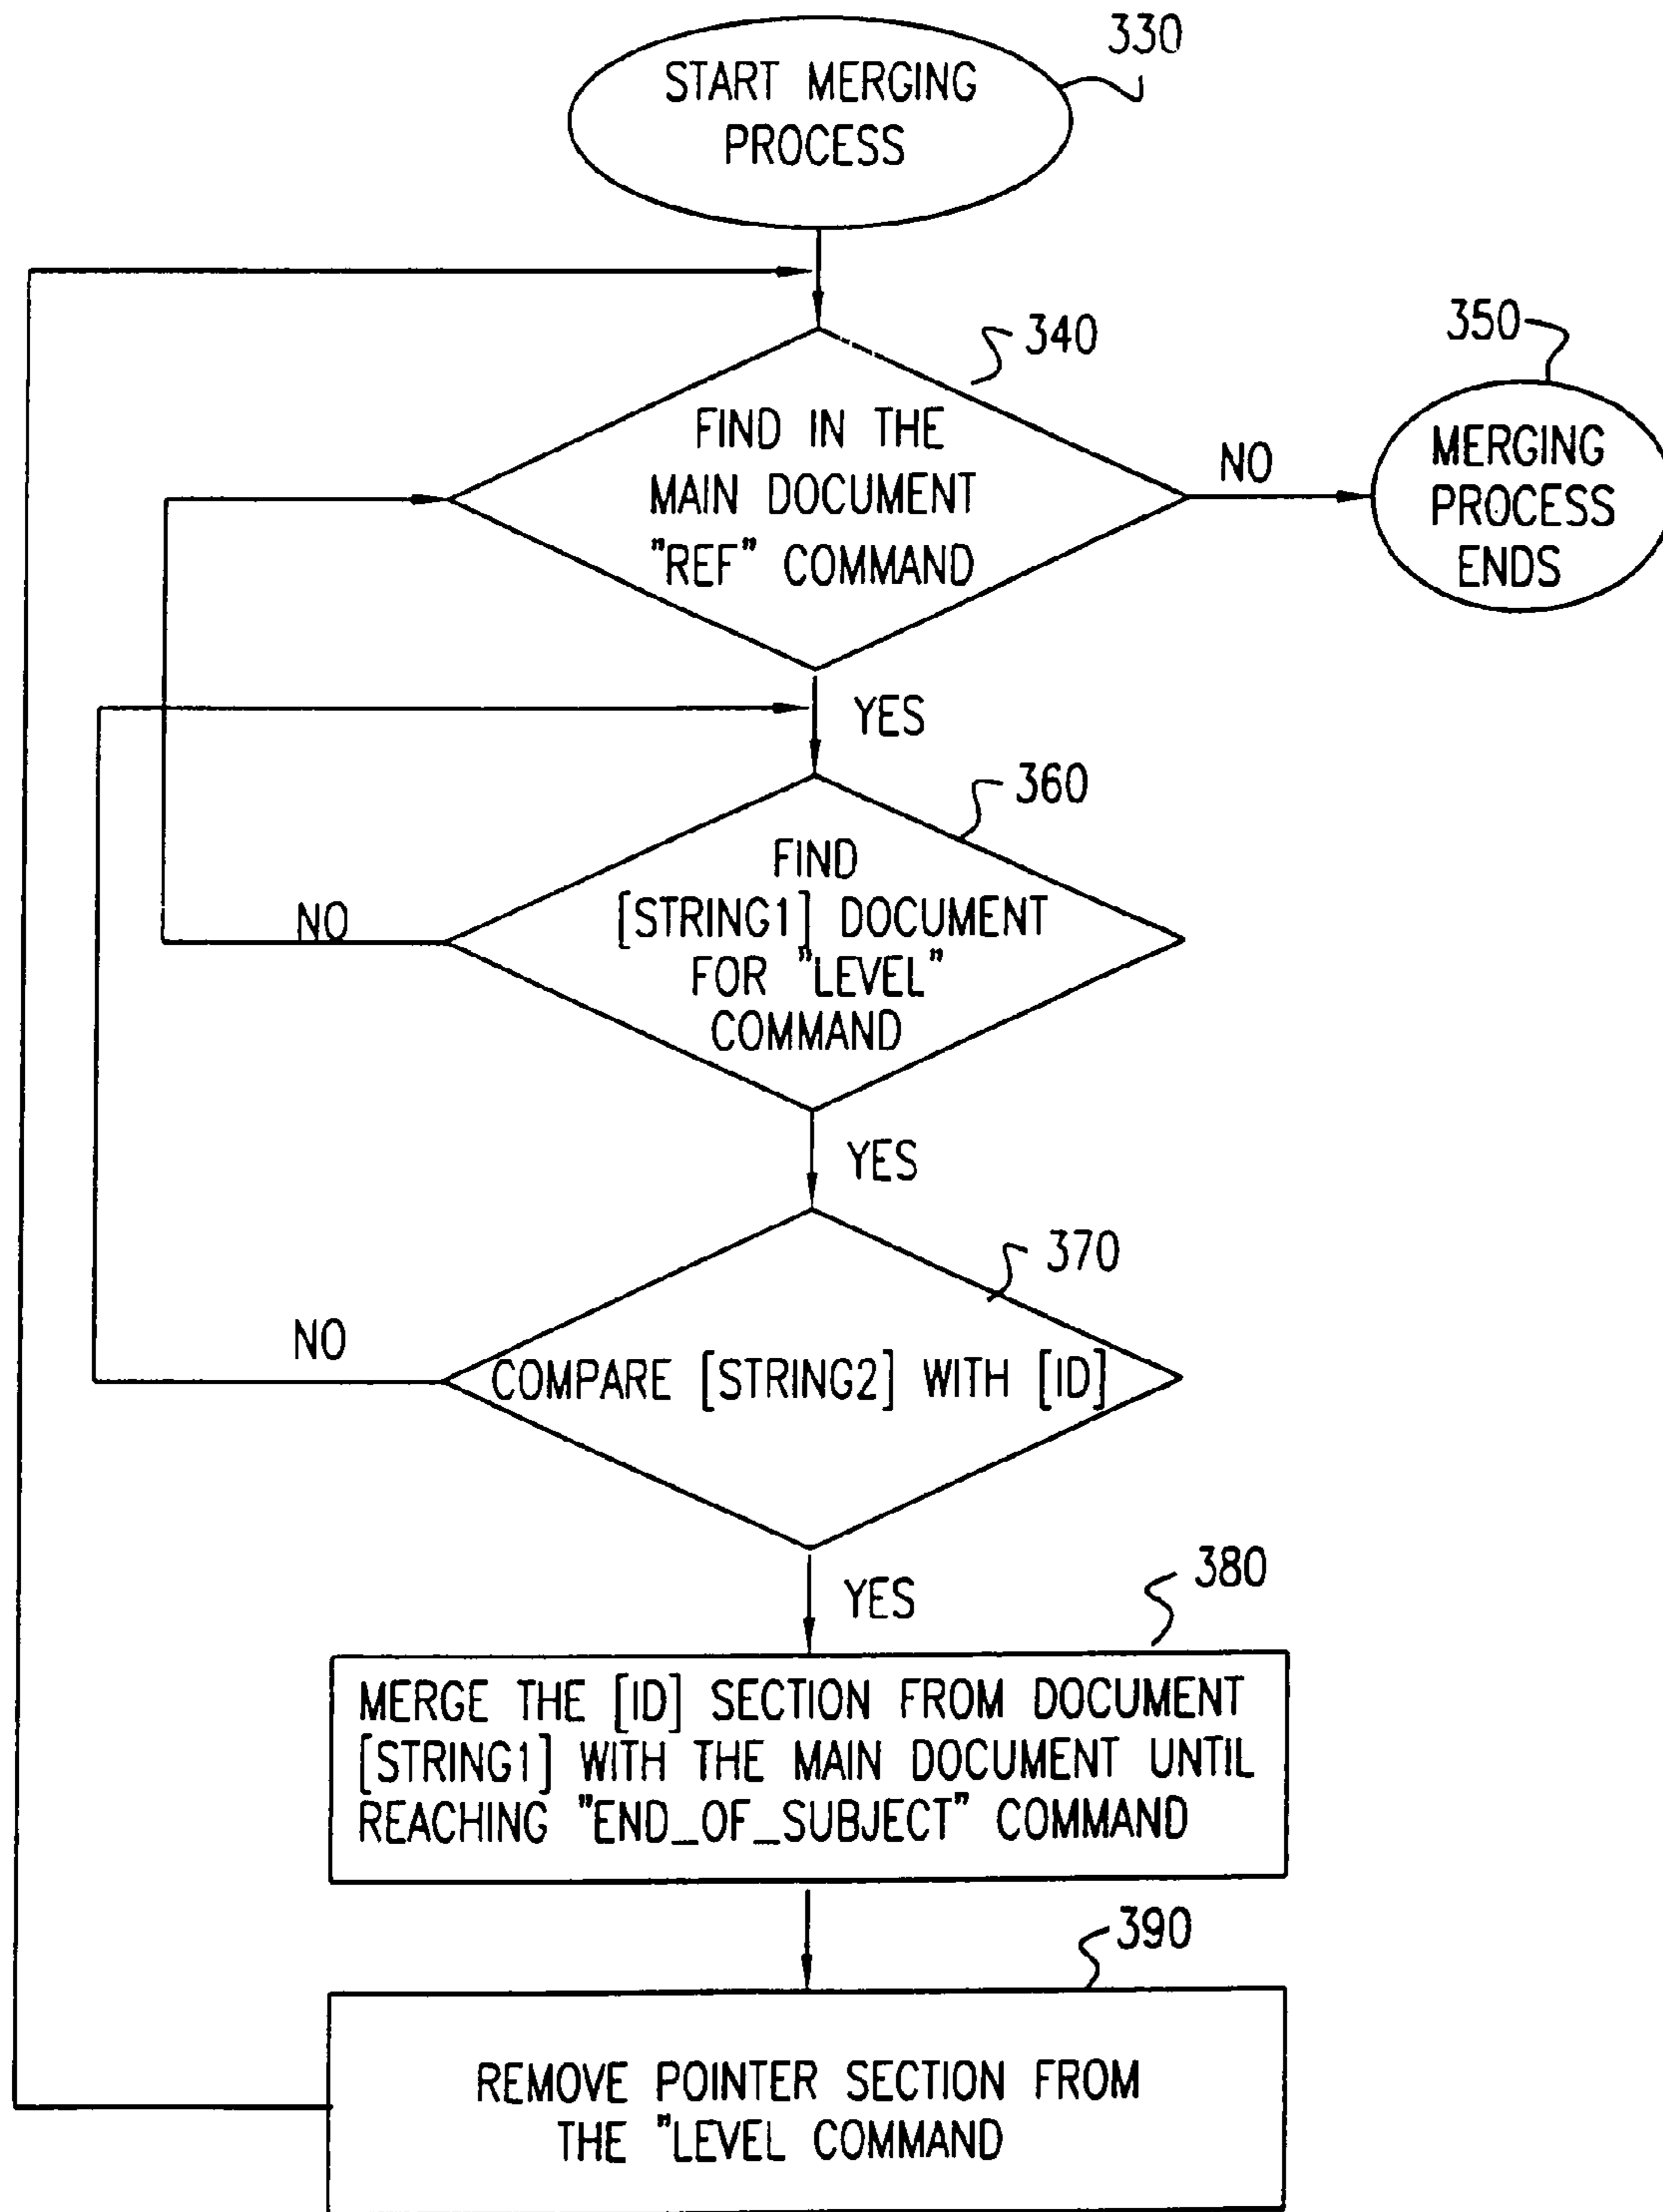 330
START MERGING
PROCESS
340
350
FIND IN THE
MAIN DOCUMENT
"REF" COMMAND
NO
MERGING
PROCESS
ENDS
YES
360
FIND
[STRING1] DOCUMENT
FOR "LEVEL"
COMMAND
NO
YES
370
NO
COMPARE [STRING2] WITH [ID]
YES
380
MERGE THE [ID] SECTION FROM DOCUMENT
[STRING1] WITH THE MAIN DOCUMENT UNTIL
REACHING "END_OF_SUBJECT" COMMAND
390
REMOVE POINTER SECTION FROM
THE "LEVEL COMMAND